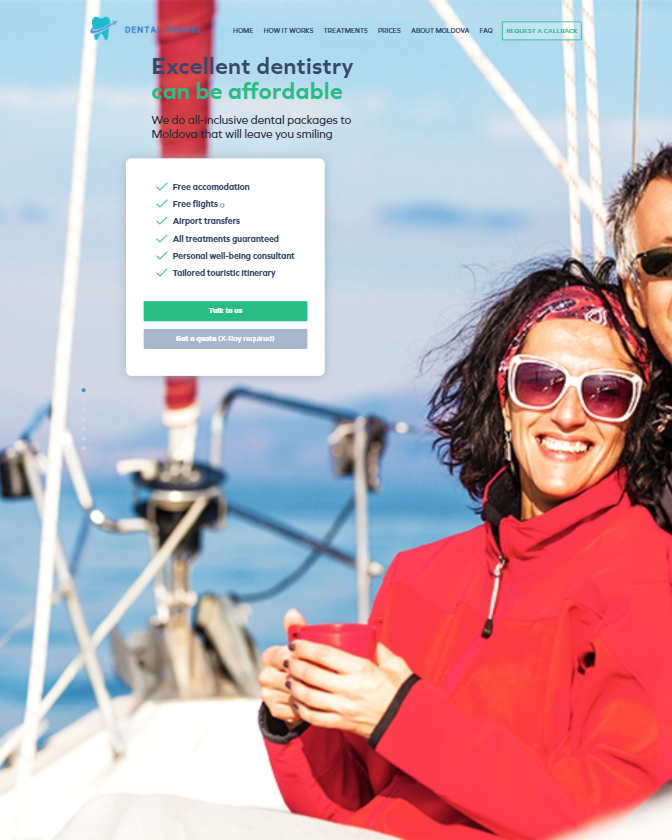 DENTAL TRAVEL
HOME HOW IT WORKS TREATMENTS PRICES ABOUT MOLDOVA FAQ REQUEST A CALLBACK
Excellent dentistry
can be affordable
We do all-inclusive dental packages to
Moldova that will leave you smiling
Free accomodation
Free flights
Airport transfers
All treatments guaranteed
Personal well-being consultant
Tailored touristic itinerary
Talk to us
Get a quote (X-Ray required)